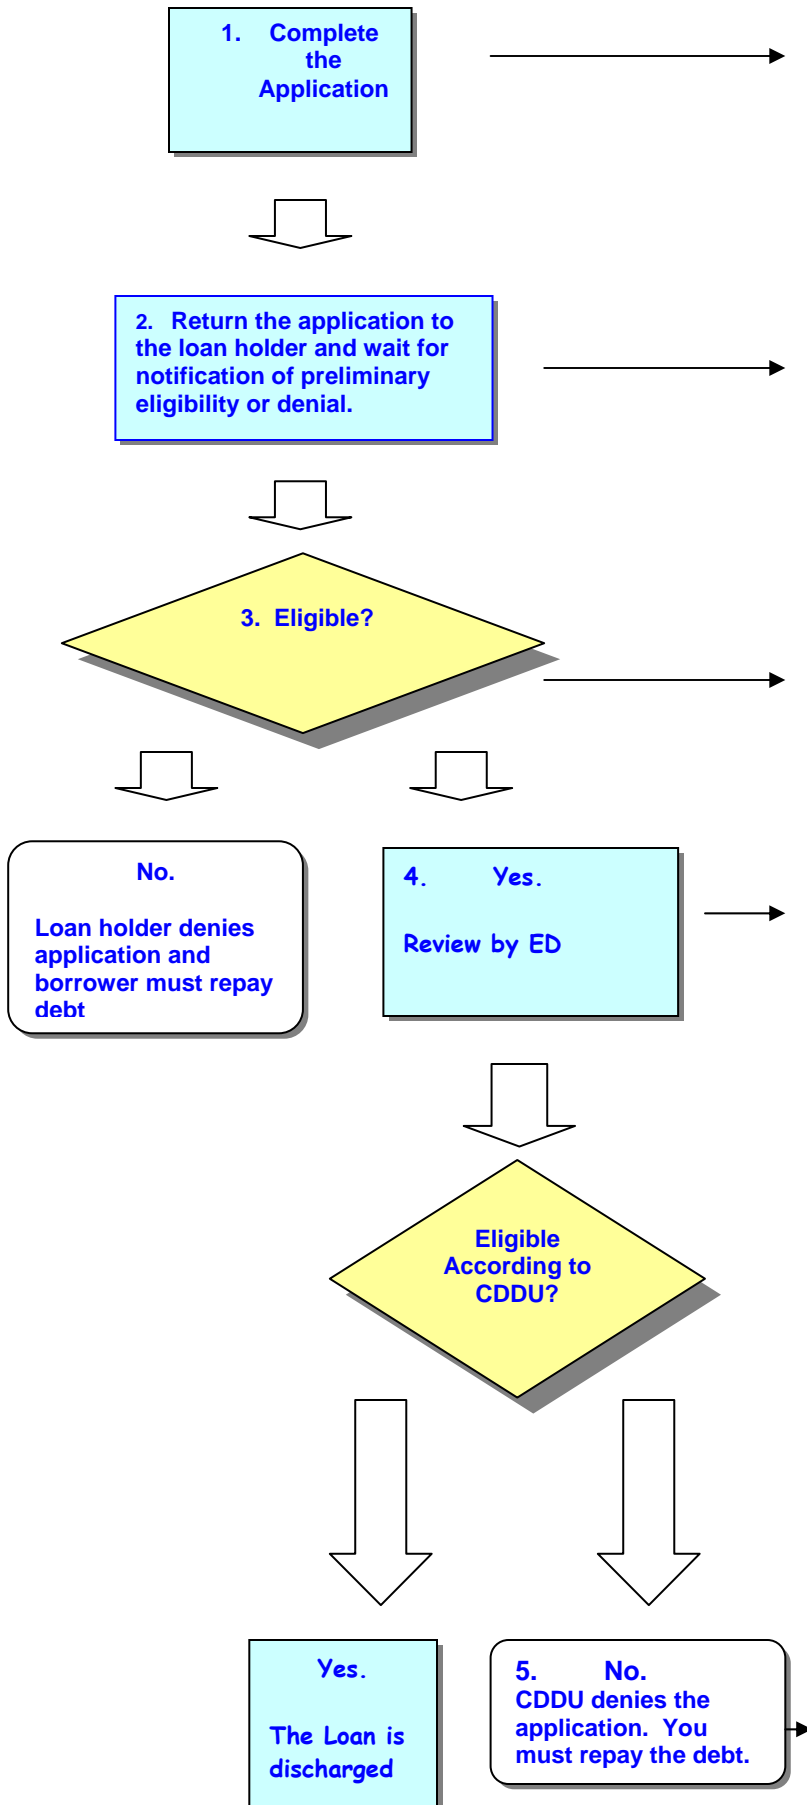 1. Complete
the
Application
2. Return the application to
the loan holder and wait for
notification of preliminary
eligibility or denial.
3. Eligible?
No.
Loan holder denies
application and
borrower must repay
debt
4. Yes.
Review by ED
Eligible
According to
CDDU?
Yes.
The Loan is
discharged
5. No.
CDDU denies the
application. You
must repay the debt.